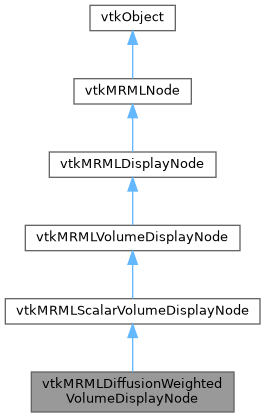 vtkObject
vtkMRMLNode
vtkMRMLDisplayNode
vtkMRMLVolumeDisplayNode
vtkMRMLScalarVolumeDisplayNode
vtkMRMLDiffusionWeighted
VolumeDisplayNode